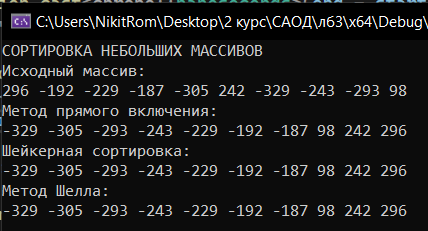 C:\Users\NikitRom\Desktop\2 курс\САОД\лб3\x64\Debug\
СОРТИРОВКА НЕБОЛЬШИХ МАССИВОВ
Исходный массив:
296 -192 -229 -187 -305 242 -329 -243 -293 98
Метод прямого включения:
-329 -305 -293 -243 -229 -192 -187 98 242 296
Шейкерная сортировка:
-329 -305 -293 -243 -229 -192 -187 98 242 296
Метод Шелла:
-329 -305 -293 -243 -229 -192 -187 98 242 296